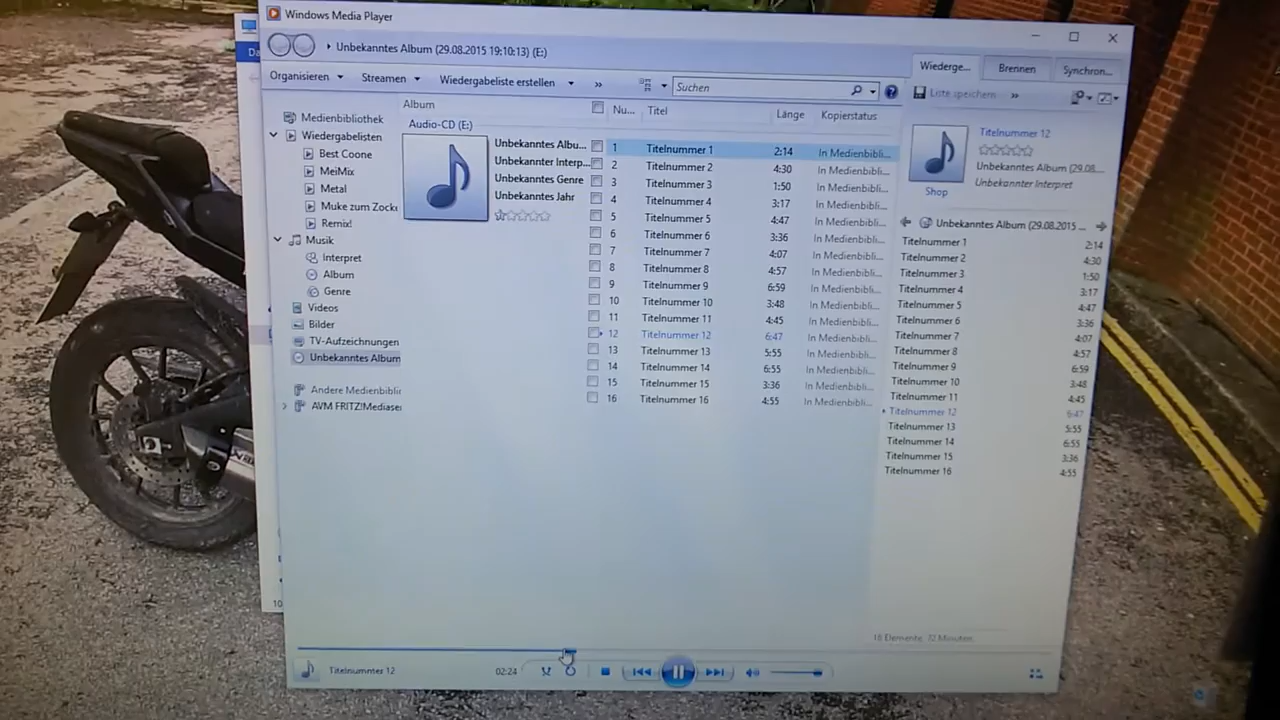 Windows Media Player
Da
Unbekanntes Album (29.08.2015 19:10:13) (E:)
Organisieren
Streamen
Wiedergabeliste erstellen
»
Suchen
Wiederge...
Brennen
Synchron...
Liste speichern
»
Album
Nu...
Titel
Länge
Kopierstatus
Audio-CD (E:)
Medienbibliothek
Wiedergabelisten
Best Coone
MeiMix
Metal
Muke zum Zock
Remix!
Musik
Interpret
Album
Genre
Videos
Bilder
TV-Aufzeichnungen
Unbekanntes Album
Andere Medienbiblin
AVM FRITZ!Mediaser
Unbekanntes Albu...
Unbekannter Interp...
Unbekanntes Genre
Unbekanntes Jahr
1 Titelnummer 1 2:14 In Medienbibli...
2 Titelnummer 2 4:30 In Medienbibli...
3 Titelnummer 3 1:50 In Medienbibli...
4 Titelnummer 4 3:17 In Medienbibli...
5 Titelnummer 5 4:47 In Medienbibli...
6 Titelnummer 6 3:36 In Medienbibli...
7 Titelnummer 7 4:07 In Medienbibli...
8 Titelnummer 8 4:57 In Medienbibli...
9 Titelnummer 9 6:59 In Medienbibli...
10 Titelnummer 10 3:48 In Medienbibli...
11 Titelnummer 11 4:45 In Medienbibli...
12 Titelnummer 12 6:47 In Medienbibli...
13 Titelnummer 13 5:55 In Medienbibli...
14 Titelnummer 14 6:55 In Medienbibli...
15 Titelnummer 15 3:36 In Medienbibli...
16 Titelnummer 16 4:55 In Medienbibli...
Titelnummer 12
Unbekanntes Album (29.08....
Unbekannter Interpret
Shop
Unbekanntes Album (29.08.2015 ...
Titelnummer 1 2:14
Titelnummer 2 4:30
Titelnummer 3 1:50
Titelnummer 4 3:17
Titelnummer 5 4:47
Titelnummer 6 3:36
Titelnummer 7 4:07
Titelnummer 8 4:57
Titelnummer 9 6:59
Titelnummer 10 3:48
Titelnummer 11 4:45
Titelnummer 12 6:47
Titelnummer 13 5:55
Titelnummer 14 6:55
Titelnummer 15 3:36
Titelnummer 16 4:55
10
Elemente, 72 Minuten
Titelnummer 12
02:24